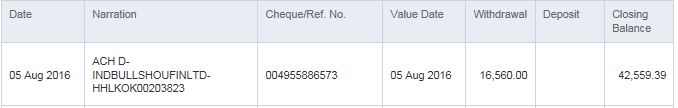 Date Narration Cheque/Ref. No. Value Date Withdrawal Deposit Closing Balance
05 Aug 2016 ACH D- INDBULLSHOUFINLTD- HHLKOK00203823 004955886573 05 Aug 2016 16,560.00 42,559.39